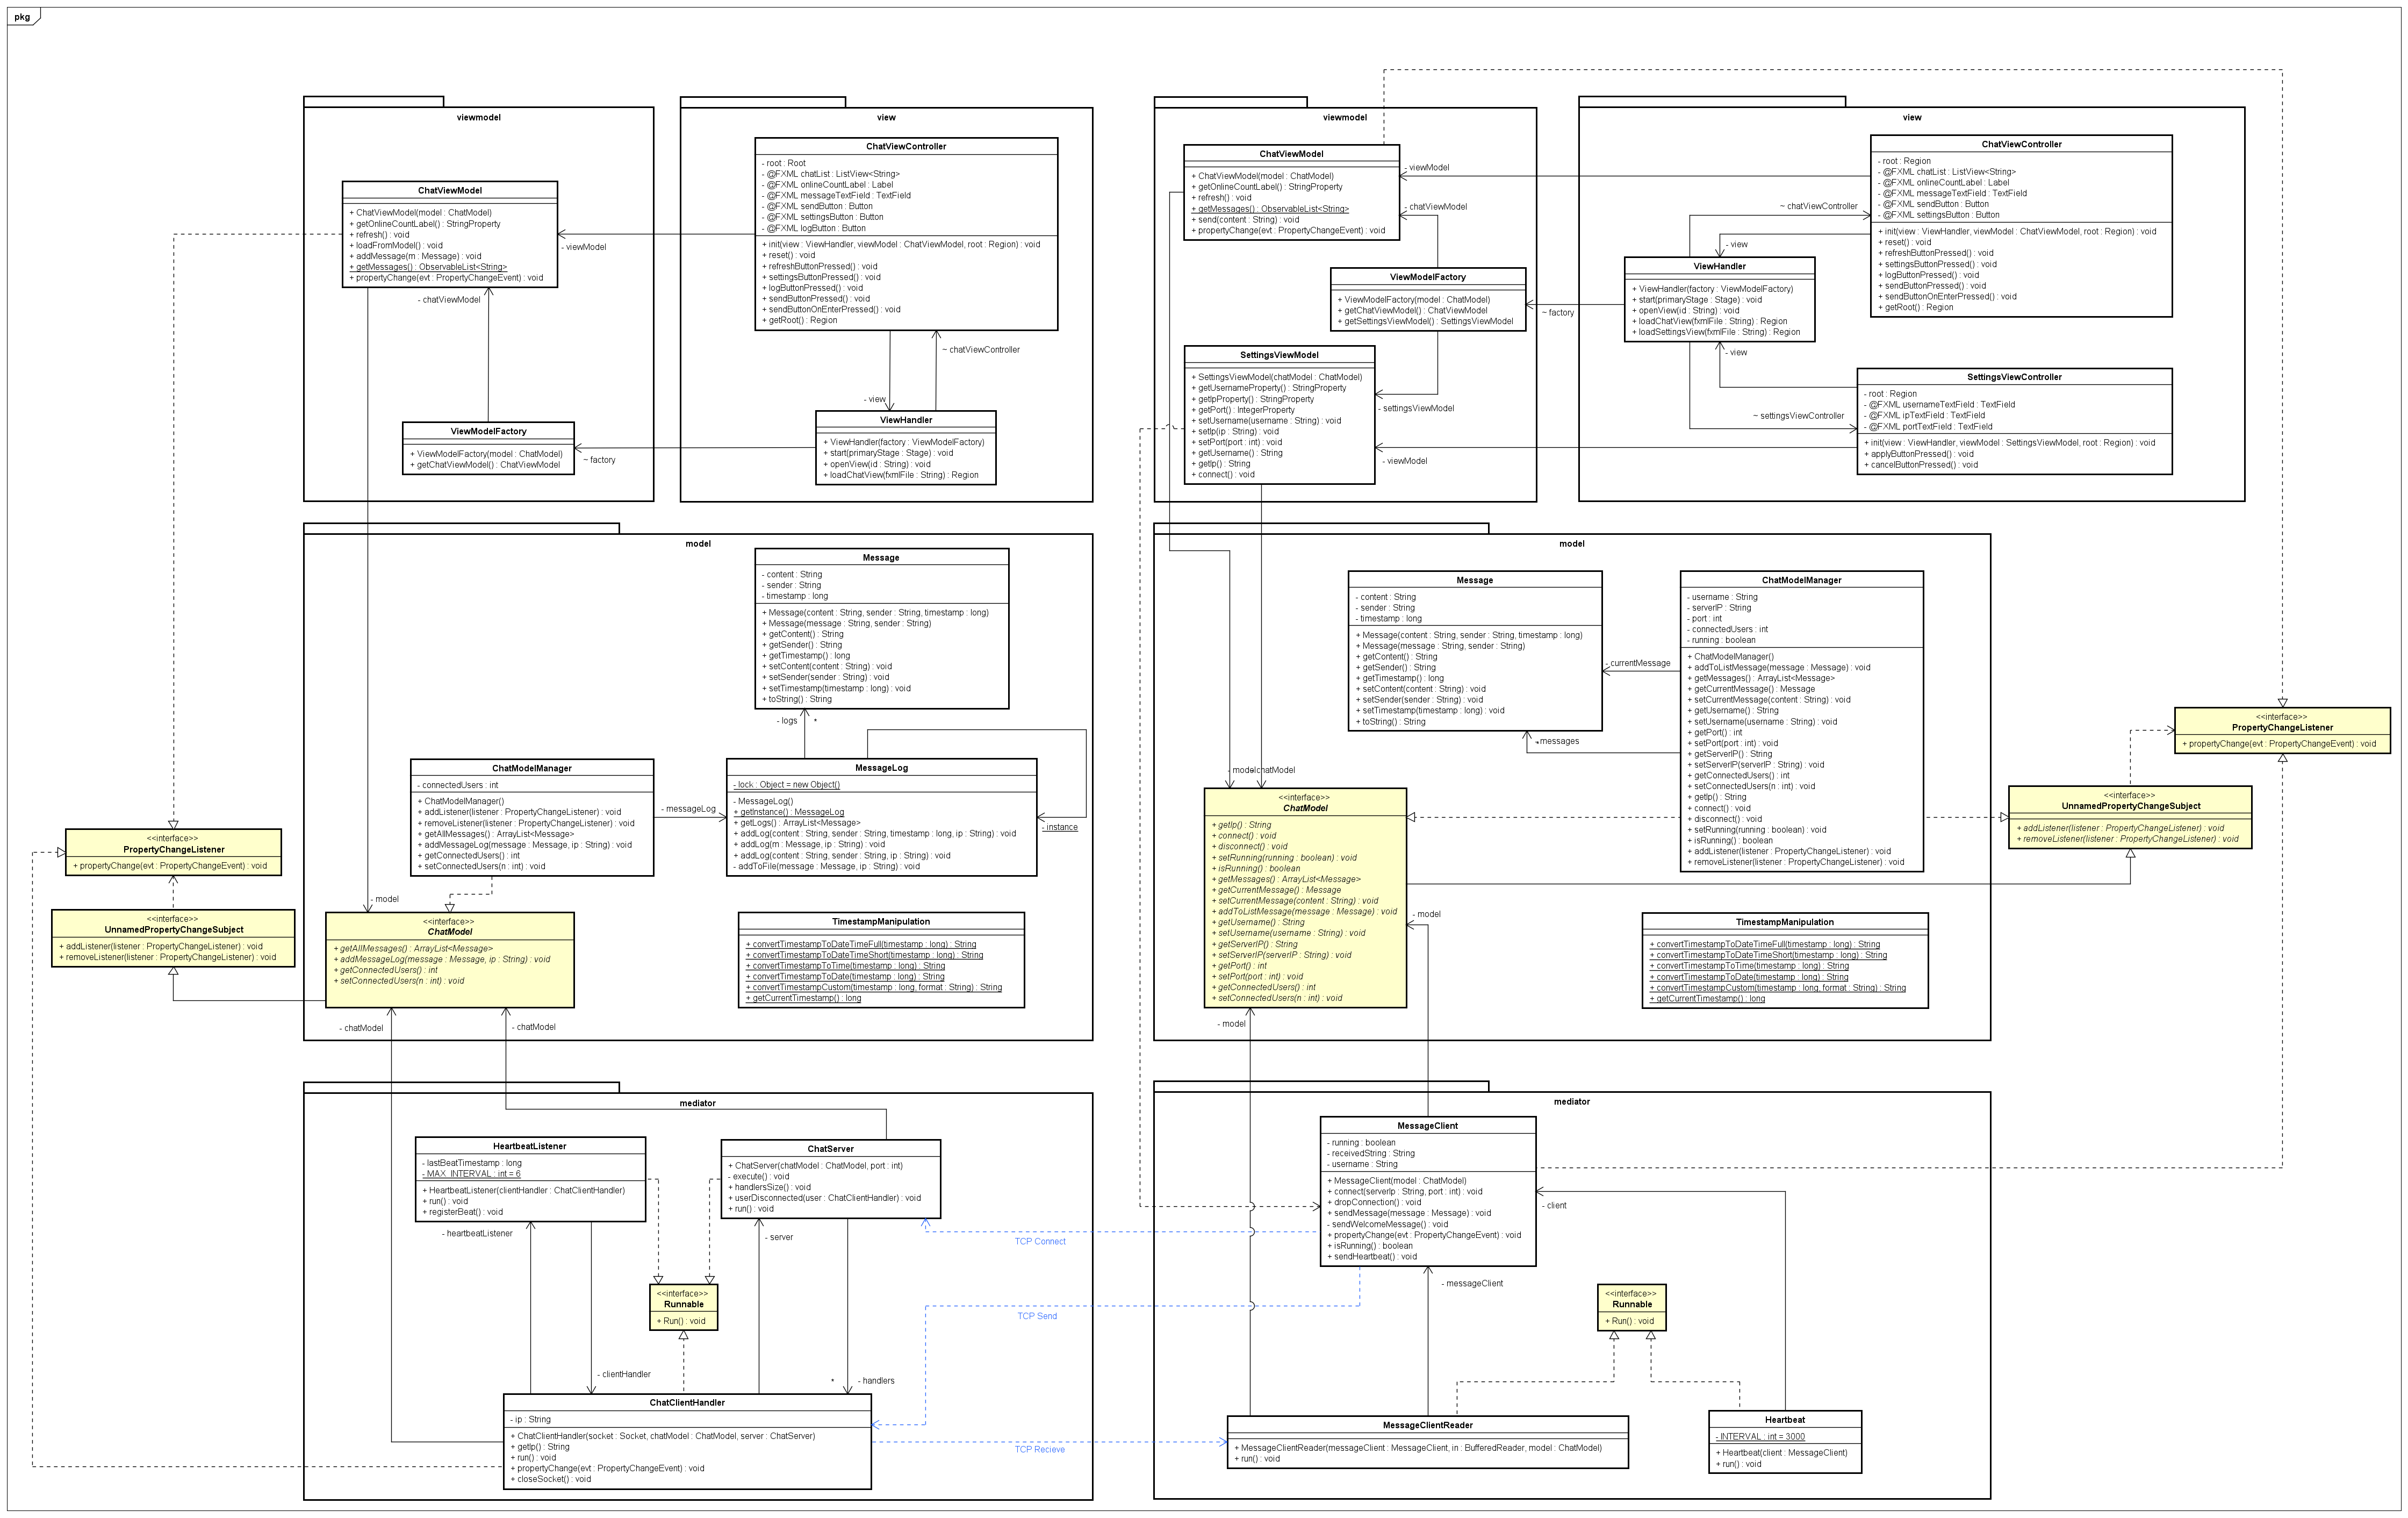 pkg
viewmodel
ChatViewModel
+ ChatViewModel(model : ChatModel)
+ getOnlineCountLabel() : StringProperty
+ refresh() : void
+ loadFromModel() : void
+ addMessage(m : Message) : void
+ getMessages() : ObservableList<String>
+ propertyChange(evt : PropertyChangeEvent) : void
- chatViewModel
ViewModelFactory
+ ViewModelFactory(model : ChatModel)
+ getChatViewModel() : ChatViewModel
view
ChatViewController
- root : Root
- @FXML chatList : ListView<String>
- @FXML onlineCountLabel : Label
- @FXML messageTextField : TextField
- @FXML sendButton : Button
- @FXML settingsButton : Button
- @FXML logButton : Button
+ init(view : ViewHandler, viewModel : ChatViewModel, root : Region) : void
+ reset() : void
+ refreshButtonPressed() : void
+ settingsButtonPressed() : void
+ logButtonPressed() : void
+ sendButtonPressed() : void
+ sendButtonOnEnterPressed() : void
+ getRoot() : Region
- viewModel
~ chatViewController
- view
ViewHandler
+ ViewHandler(factory : ViewModelFactory)
+ start(primaryStage : Stage) : void
+ openView(id : String) : void
+ loadChatView(fxmlFile : String) : Region
~ factory
viewmodel
ChatViewModel
+ ChatViewModel(model : ChatModel)
+ getOnlineCountLabel() : StringProperty
+ refresh() : void
+ getMessages() : ObservableList<String>
+ send(content : String) : void
+ propertyChange(evt : PropertyChangeEvent) : void
- viewModel
- chatViewModel
ViewModelFactory
+ ViewModelFactory(model : ChatModel)
+ getChatViewModel() : ChatViewModel
+ getSettingsViewModel() : SettingsViewModel
SettingsViewModel
+ SettingsViewModel(chatModel : ChatModel)
+ getUsernameProperty() : StringProperty
+ getIpProperty() : StringProperty
+ getPort() : IntegerProperty
+ setUsername(username : String) : void
+ setIp(ip : String) : void
+ setPort(port : int) : void
+ getUsername() : String
+ getIp() : String
+ connect() : void
- settingsViewModel
- viewModel
~ factory
view
ChatViewController
- root : Region
- @FXML chatList : ListView<String>
- @FXML onlineCountLabel : Label
- @FXML messageTextField : TextField
- @FXML sendButton : Button
- @FXML settingsButton : Button
+ init(view : ViewHandler, viewModel : ChatViewModel, root : Region) : void
+ reset() : void
+ refreshButtonPressed() : void
+ settingsButtonPressed() : void
+ logButtonPressed() : void
+ sendButtonPressed() : void
+ sendButtonOnEnterPressed() : void
+ getRoot() : Region
~ chatViewController
- view
ViewHandler
+ ViewHandler(factory : ViewModelFactory)
+ start(primaryStage : Stage) : void
+ openView(id : String) : void
+ loadChatView(fxmlFile : String) : Region
+ loadSettingsView(fxmlFile : String) : Region
- view
~ settingsViewController
SettingsViewController
- root : Region
- @FXML usernameTextField : TextField
- @FXML ipTextField : TextField
- @FXML portTextField : TextField
+ init(view : ViewHandler, viewModel : SettingsViewModel, root : Region) : void
+ applyButtonPressed() : void
+ cancelButtonPressed() : void
model
Message
- content : String
- sender : String
- timestamp : long
+ Message(content : String, sender : String, timestamp : long)
+ Message(message : String, sender : String)
+ getContent() : String
+ getSender() : String
+ getTimestamp() : long
+ setContent(content : String) : void
+ setSender(sender : String) : void
+ setTimestamp(timestamp : long) : void
+ toString() : String
- logs
*
ChatModelManager
- connectedUsers : int
+ ChatModelManager()
+ addListener(listener : PropertyChangeListener) : void
+ removeListener(listener : PropertyChangeListener) : void
+ getAllMessages() : ArrayList<Message>
+ addMessageLog(message : Message, ip : String) : void
+ getConnectedUsers() : int
+ setConnectedUsers(n : int) : void
- messageLog
MessageLog
- lock : Object = new Object()
- MessageLog()
+ getInstance() : MessageLog
+ getLogs() : ArrayList<Message>
+ addLog(content : String, sender : String, timestamp : long, ip : String) : void
+ addLog(m : Message, ip : String) : void
+ addLog(content : String, sender : String, ip : String) : void
- addToFile(message : Message, ip : String) : void
- instance
<<interface>>
PropertyChangeListener
+ propertyChange(evt : PropertyChangeEvent) : void
<<interface>>
UnnamedPropertyChangeSubject
+ addListener(listener : PropertyChangeListener) : void
+ removeListener(listener : PropertyChangeListener) : void
- model
<<interface>>
ChatModel
+ getAllMessages() : ArrayList<Message>
+ addMessageLog(message : Message, ip : String) : void
+ getConnectedUsers() : int
+ setConnectedUsers(n : int) : void
TimestampManipulation
+ convertTimestampToDateTimeFull(timestamp : long) : String
+ convertTimestampToDateTimeShort(timestamp : long) : String
+ convertTimestampToTime(timestamp : long) : String
+ convertTimestampToDate(timestamp : long) : String
+ convertTimestampCustom(timestamp : long, format : String) : String
+ getCurrentTimestamp() : long
- chatModel
- chatModel
model
Message
- content : String
- sender : String
- timestamp : long
+ Message(content : String, sender : String, timestamp : long)
+ Message(message : String, sender : String)
+ getContent() : String
+ getSender() : String
+ getTimestamp() : long
+ setContent(content : String) : void
+ setSender(sender : String) : void
+ setTimestamp(timestamp : long) : void
+ toString() : String
- currentMessage
*
- messages
ChatModelManager
- username : String
- serverIP : String
- port : int
- connectedUsers : int
- running : boolean
+ ChatModelManager()
+ addToListMessage(message : Message) : void
+ getMessages() : ArrayList<Message>
+ getCurrentMessage() : Message
+ setCurrentMessage(content : String) : void
+ getUsername() : String
+ setUsername(username : String) : void
+ getPort() : int
+ setPort(port : int) : void
+ getServerIP() : String
+ setServerIP(serverIP : String) : void
+ getConnectedUsers() : int
+ setConnectedUsers(n : int) : void
+ getIp() : String
+ connect() : void
+ disconnect() : void
+ setRunning(running : boolean) : void
+ isRunning() : boolean
+ addListener(listener : PropertyChangeListener) : void
+ removeListener(listener : PropertyChangeListener) : void
- model
- chatModel
<<interface>>
ChatModel
+ getIp() : String
+ connect() : void
+ disconnect() : void
+ setRunning(running : boolean) : void
+ isRunning() : boolean
+ getMessages() : ArrayList<Message>
+ getCurrentMessage() : Message
+ setCurrentMessage(content : String) : void
+ addToListMessage(message : Message) : void
+ getUsername() : String
+ setUsername(username : String) : void
+ getServerIP() : String
+ setServerIP(serverIP : String) : void
+ getPort() : int
+ setPort(port : int) : void
+ getConnectedUsers() : int
+ setConnectedUsers(n : int) : void
- model
- model
TimestampManipulation
+ convertTimestampToDateTimeFull(timestamp : long) : String
+ convertTimestampToDateTimeShort(timestamp : long) : String
+ convertTimestampToTime(timestamp : long) : String
+ convertTimestampToDate(timestamp : long) : String
+ convertTimestampCustom(timestamp : long, format : String) : String
+ getCurrentTimestamp() : long
<<interface>>
PropertyChangeListener
+ propertyChange(evt : PropertyChangeEvent) : void
<<interface>>
UnnamedPropertyChangeSubject
+ addListener(listener : PropertyChangeListener) : void
+ removeListener(listener : PropertyChangeListener) : void
mediator
HeartbeatListener
- lastBeatTimestamp : long
- MAX_INTERVAL : int = 6
+ HeartbeatListener(clientHandler : ChatClientHandler)
+ run() : void
+ registerBeat() : void
- heartbeatListener
ChatServer
+ ChatServer(chatModel : ChatModel, port : int)
- execute() : void
+ handlersSize() : void
+ userDisconnected(user : ChatClientHandler) : void
+ run() : void
- server
<<interface>>
Runnable
+ Run() : void
- clientHandler
*
- handlers
ChatClientHandler
- ip : String
+ ChatClientHandler(socket : Socket, chatModel : ChatModel, server : ChatServer)
+ getIp() : String
+ run() : void
+ propertyChange(evt : PropertyChangeEvent) : void
+ closeSocket() : void
TCP Connect
TCP Send
TCP Recieve
mediator
MessageClient
- running : boolean
- receivedString : String
- username : String
+ MessageClient(model : ChatModel)
+ connect(serverIp : String, port : int) : void
+ dropConnection() : void
+ sendMessage(message : Message) : void
- sendWelcomeMessage() : void
+ propertyChange(evt : PropertyChangeEvent) : void
+ isRunning() : boolean
+ sendHeartbeat() : void
- client
- messageClient
<<interface>>
Runnable
+ Run() : void
MessageClientReader
+ MessageClientReader(messageClient : MessageClient, in : BufferedReader, model : ChatModel)
+ run() : void
Heartbeat
- INTERVAL : int = 3000
+ Heartbeat(client : MessageClient)
+ run() : void